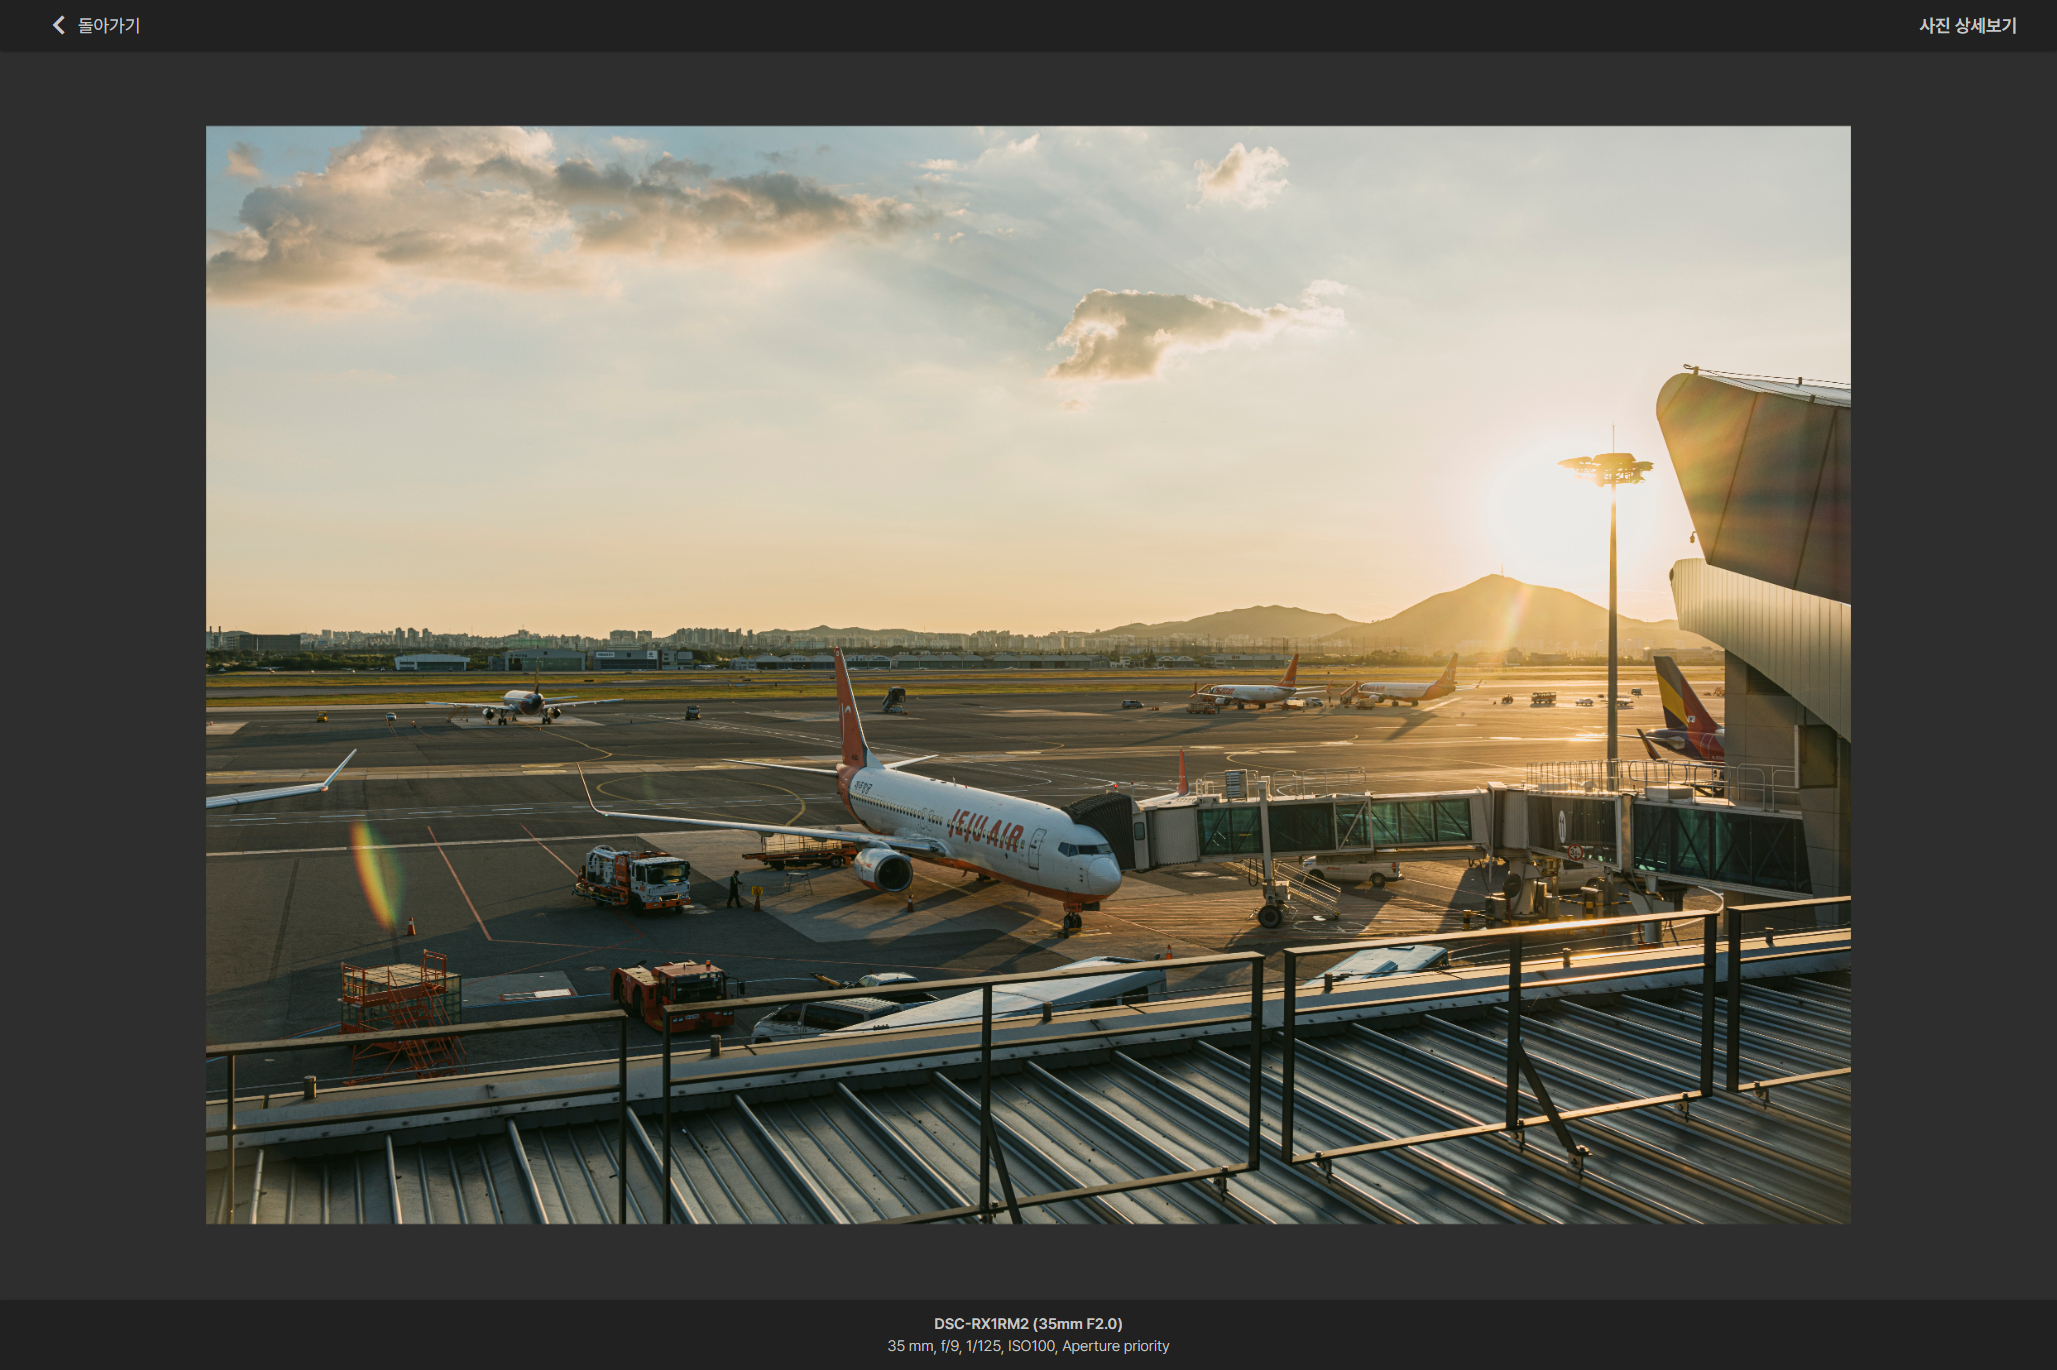 돌아가기
사진 상세보기
JEJU AIR
DSC-RX1RM2 (35mm F2.0)
35 mm, f/9, 1/125, ISO100, Aperture priority